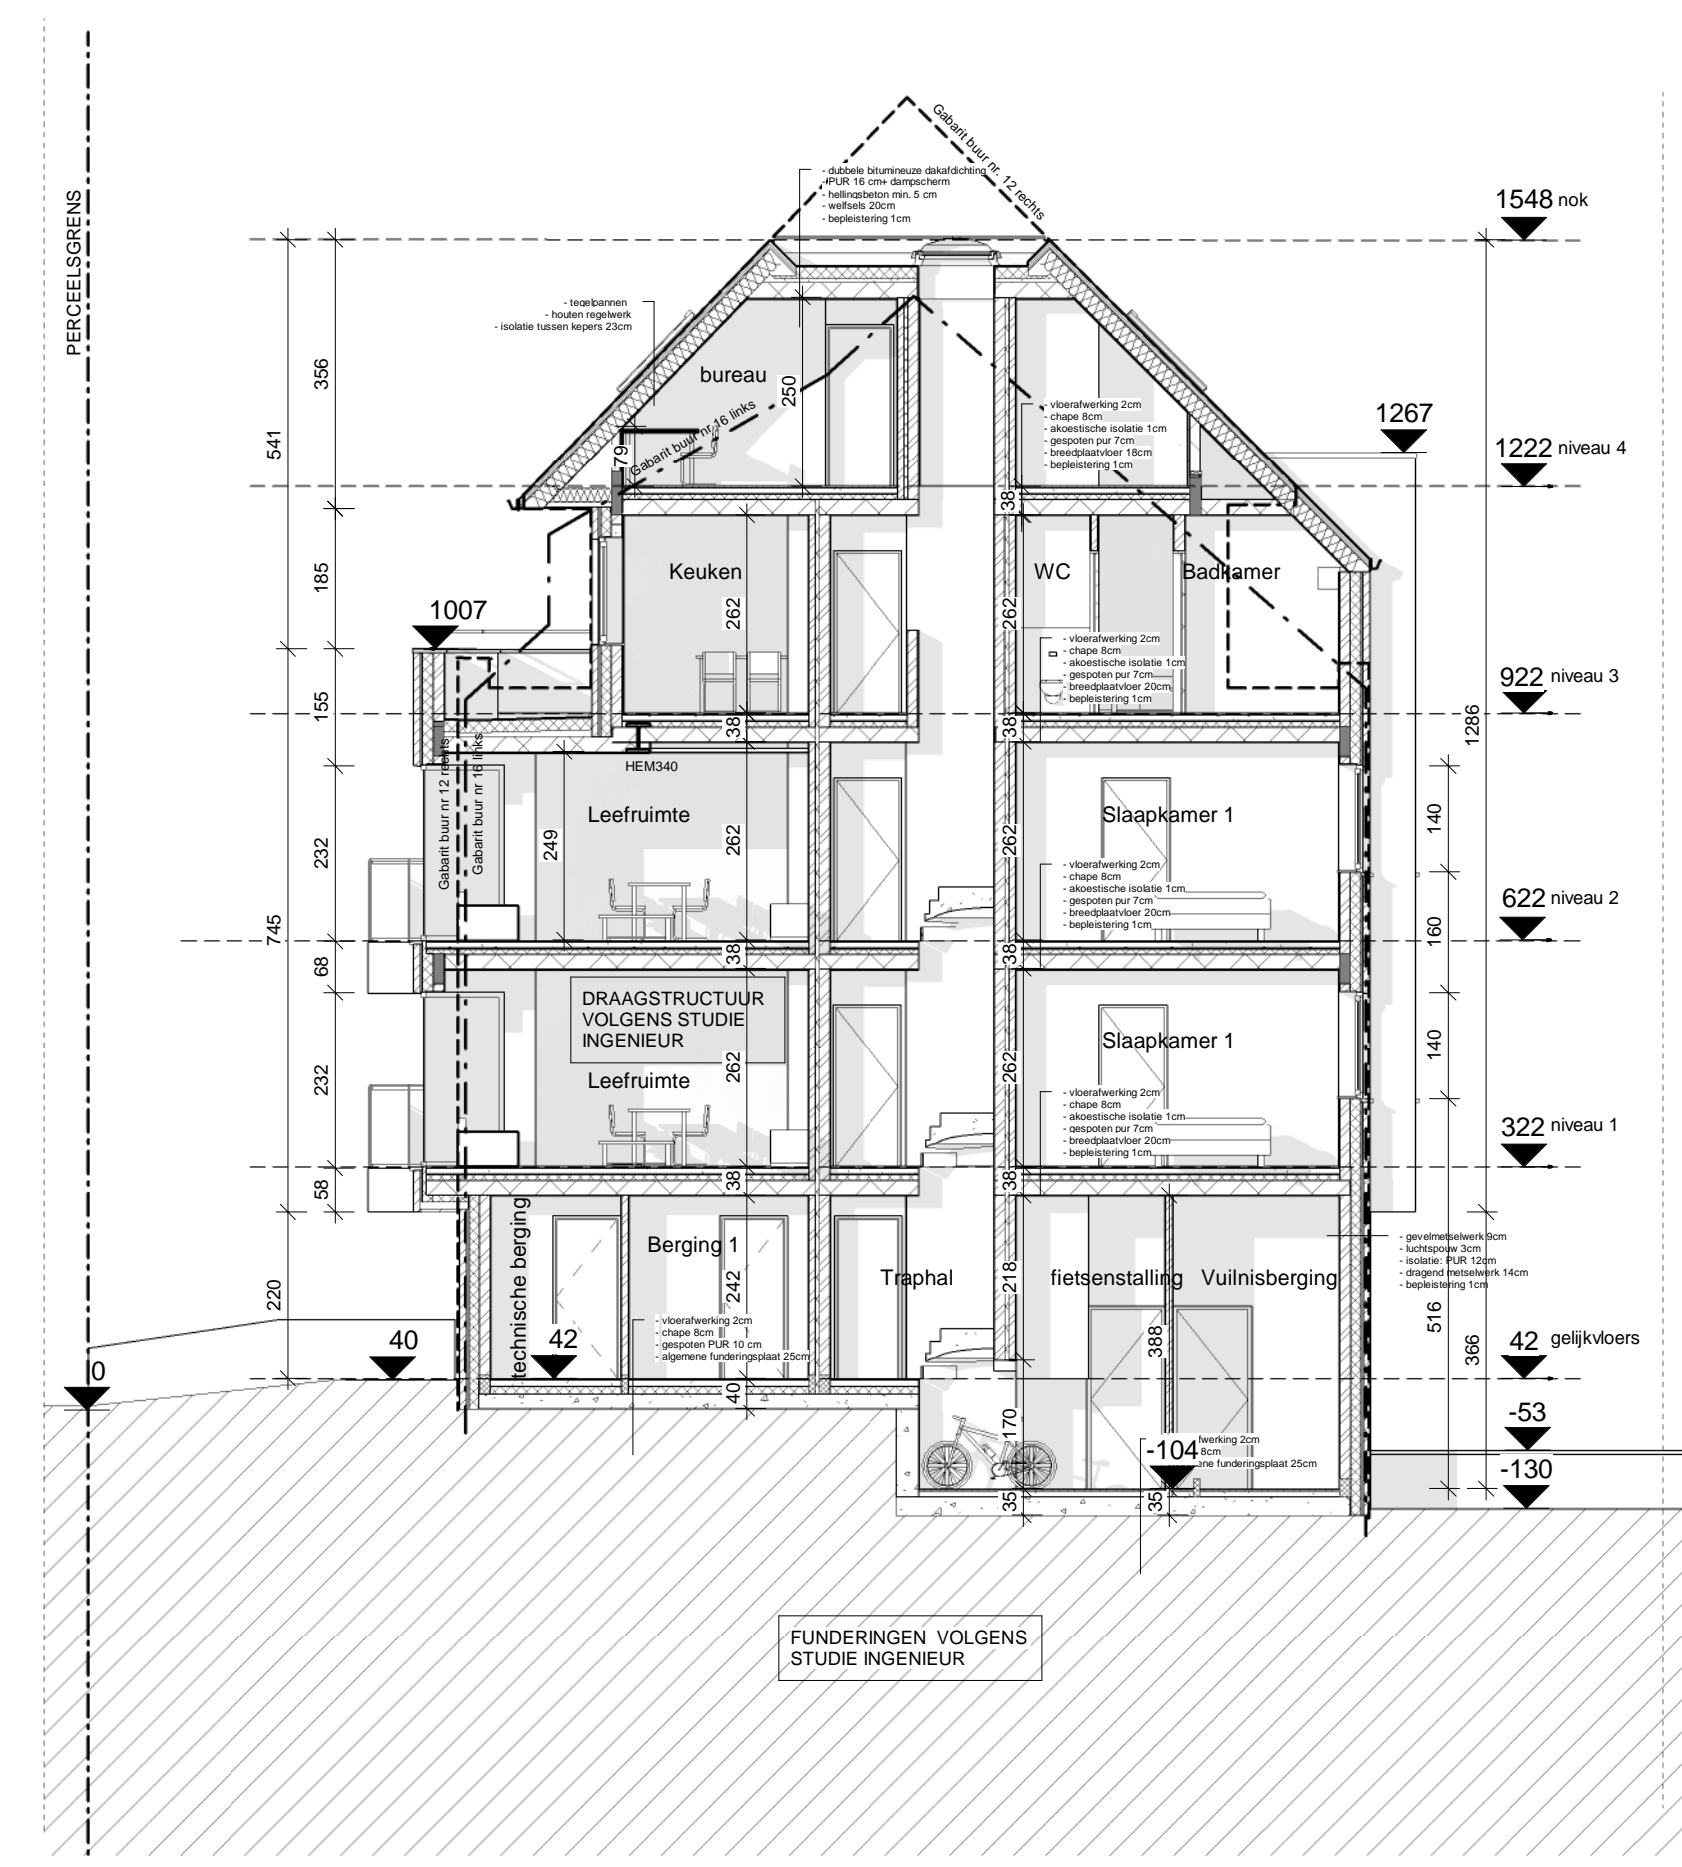 PERCEELSGRENS
Gabarit buur nr. 12 rechts
- dubbele bitumineuze dakafdichting
- PUR 16 cm+ dampscherm
- hellingsbeton min. 5 cm
- welfsels 20cm
- bepleistering 1cm
1548 nok
- tegelpannen
- houten regelwerk
- isolatie tussen kepers 23cm
356
541
bureau
250
79
Gabarit buur nr 16 links
- vloerafwerking 2cm
- chape 8cm
- akoestische isolatie 1cm
- gespoten pur 7cm
- breedplaatvloer 18cm
- bepleistering 1cm
1267
1222 niveau 4
38
185
Keuken
262
WC
Badkamer
262
1007
- vloerafwerking 2cm
- chape 8cm
- akoestische isolatie 1cm
- gespoten pur 7cm
- breedplaatvloer 20cm
- bepleistering 1cm
922 niveau 3
155
38
38
1286
HEM340
Gabarit buur nr 12 rechts
Gabarit buur nr 16 links
232
249
Leefruimte
262
262
Slaapkamer 1
140
- vloerafwerking 2cm
- chape 8cm
- akoestische isolatie 1cm
- gespoten pur 7cm
- breedplaatvloer 20cm
- bepleistering 1cm
622 niveau 2
745
160
68
38
38
DRAAGSTRUCTUUR
VOLGENS STUDIE
INGENIEUR
232
Leefruimte
262
262
Slaapkamer 1
140
- vloerafwerking 2cm
- chape 8cm
- akoestische isolatie 1cm
- gespoten pur 7cm
- breedplaatvloer 20cm
- bepleistering 1cm
322 niveau 1
58
38
38
technische berging
Berging 1
242
Traphal
218
fietsenstalling
Vuilnisberging
- gevelmetselwerk 9cm
- luchtspouw 3cm
- isolatie: PUR 12cm
- dragend metselwerk 14cm
- bepleistering 1cm
220
516
366
388
- vloerafwerking 2cm
- chape 8cm
- gespoten PUR 10 cm
- algemene funderingsplaat 25cm
0
40
42
42 gelijkvloers
40
170
-53
-104
werking 2cm
8cm
ene funderingsplaat 25cm
-130
35
35
FUNDERINGEN VOLGENS
STUDIE INGENIEUR